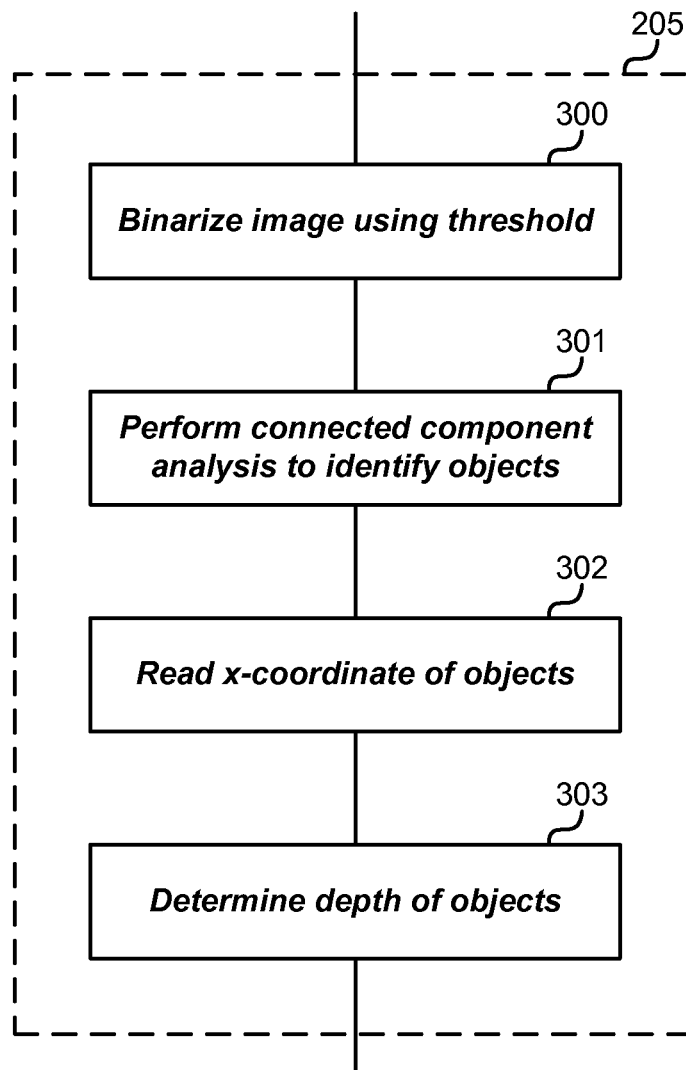 205
300
Binarize image using threshold
301
Perform connected component
analysis to identify objects
302
Read x-coordinate of objects
303
Determine depth of objects